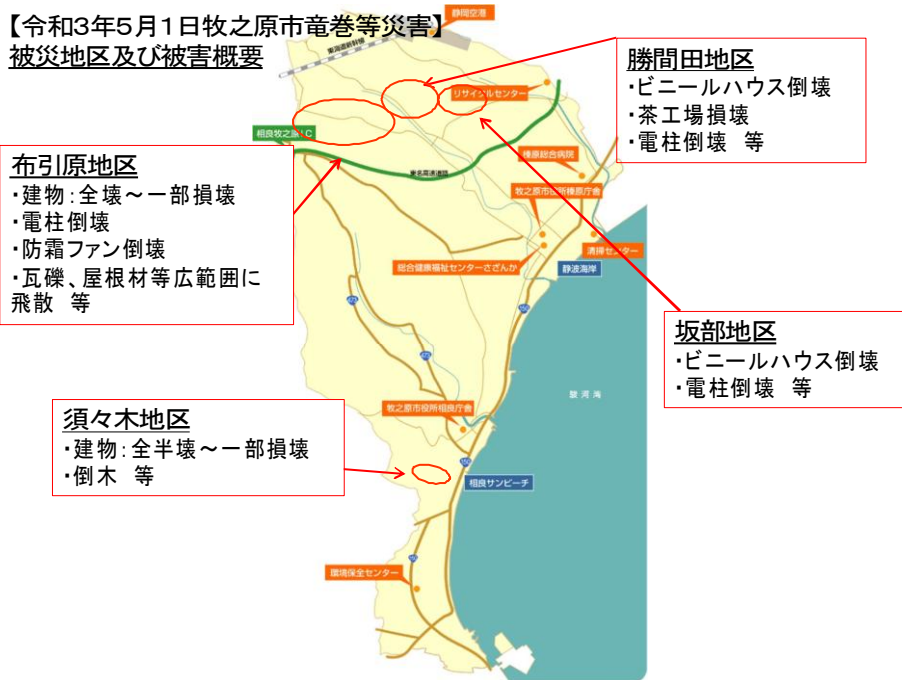 【令和3年5月1日牧之原市竜巻等災害】
被災地区及び被害概要
静岡空港
東海道新幹線
勝間田地区
・ビニールハウス倒壊
・茶工場損壊
・電柱倒壊 等
リサイクルセンター
相良牧之原I.C
布引原地区
・建物:全壊～一部損壊
・電柱倒壊
・防霜ファン倒壊
・瓦礫、屋根材等広範囲に
飛散 等
東名高速道路
榛原総合病院
牧之原市役所榛原庁舎
清掃センター
総合健康福祉センターさざんか
静波海岸
473
150
坂部地区
・ビニールハウス倒壊
・電柱倒壊 等
473
駿河湾
牧之原市役所相良庁舎
須々木地区
・建物:全半壊～一部損壊
・倒木 等
150
相良サンビーチ
150
環境保全センター